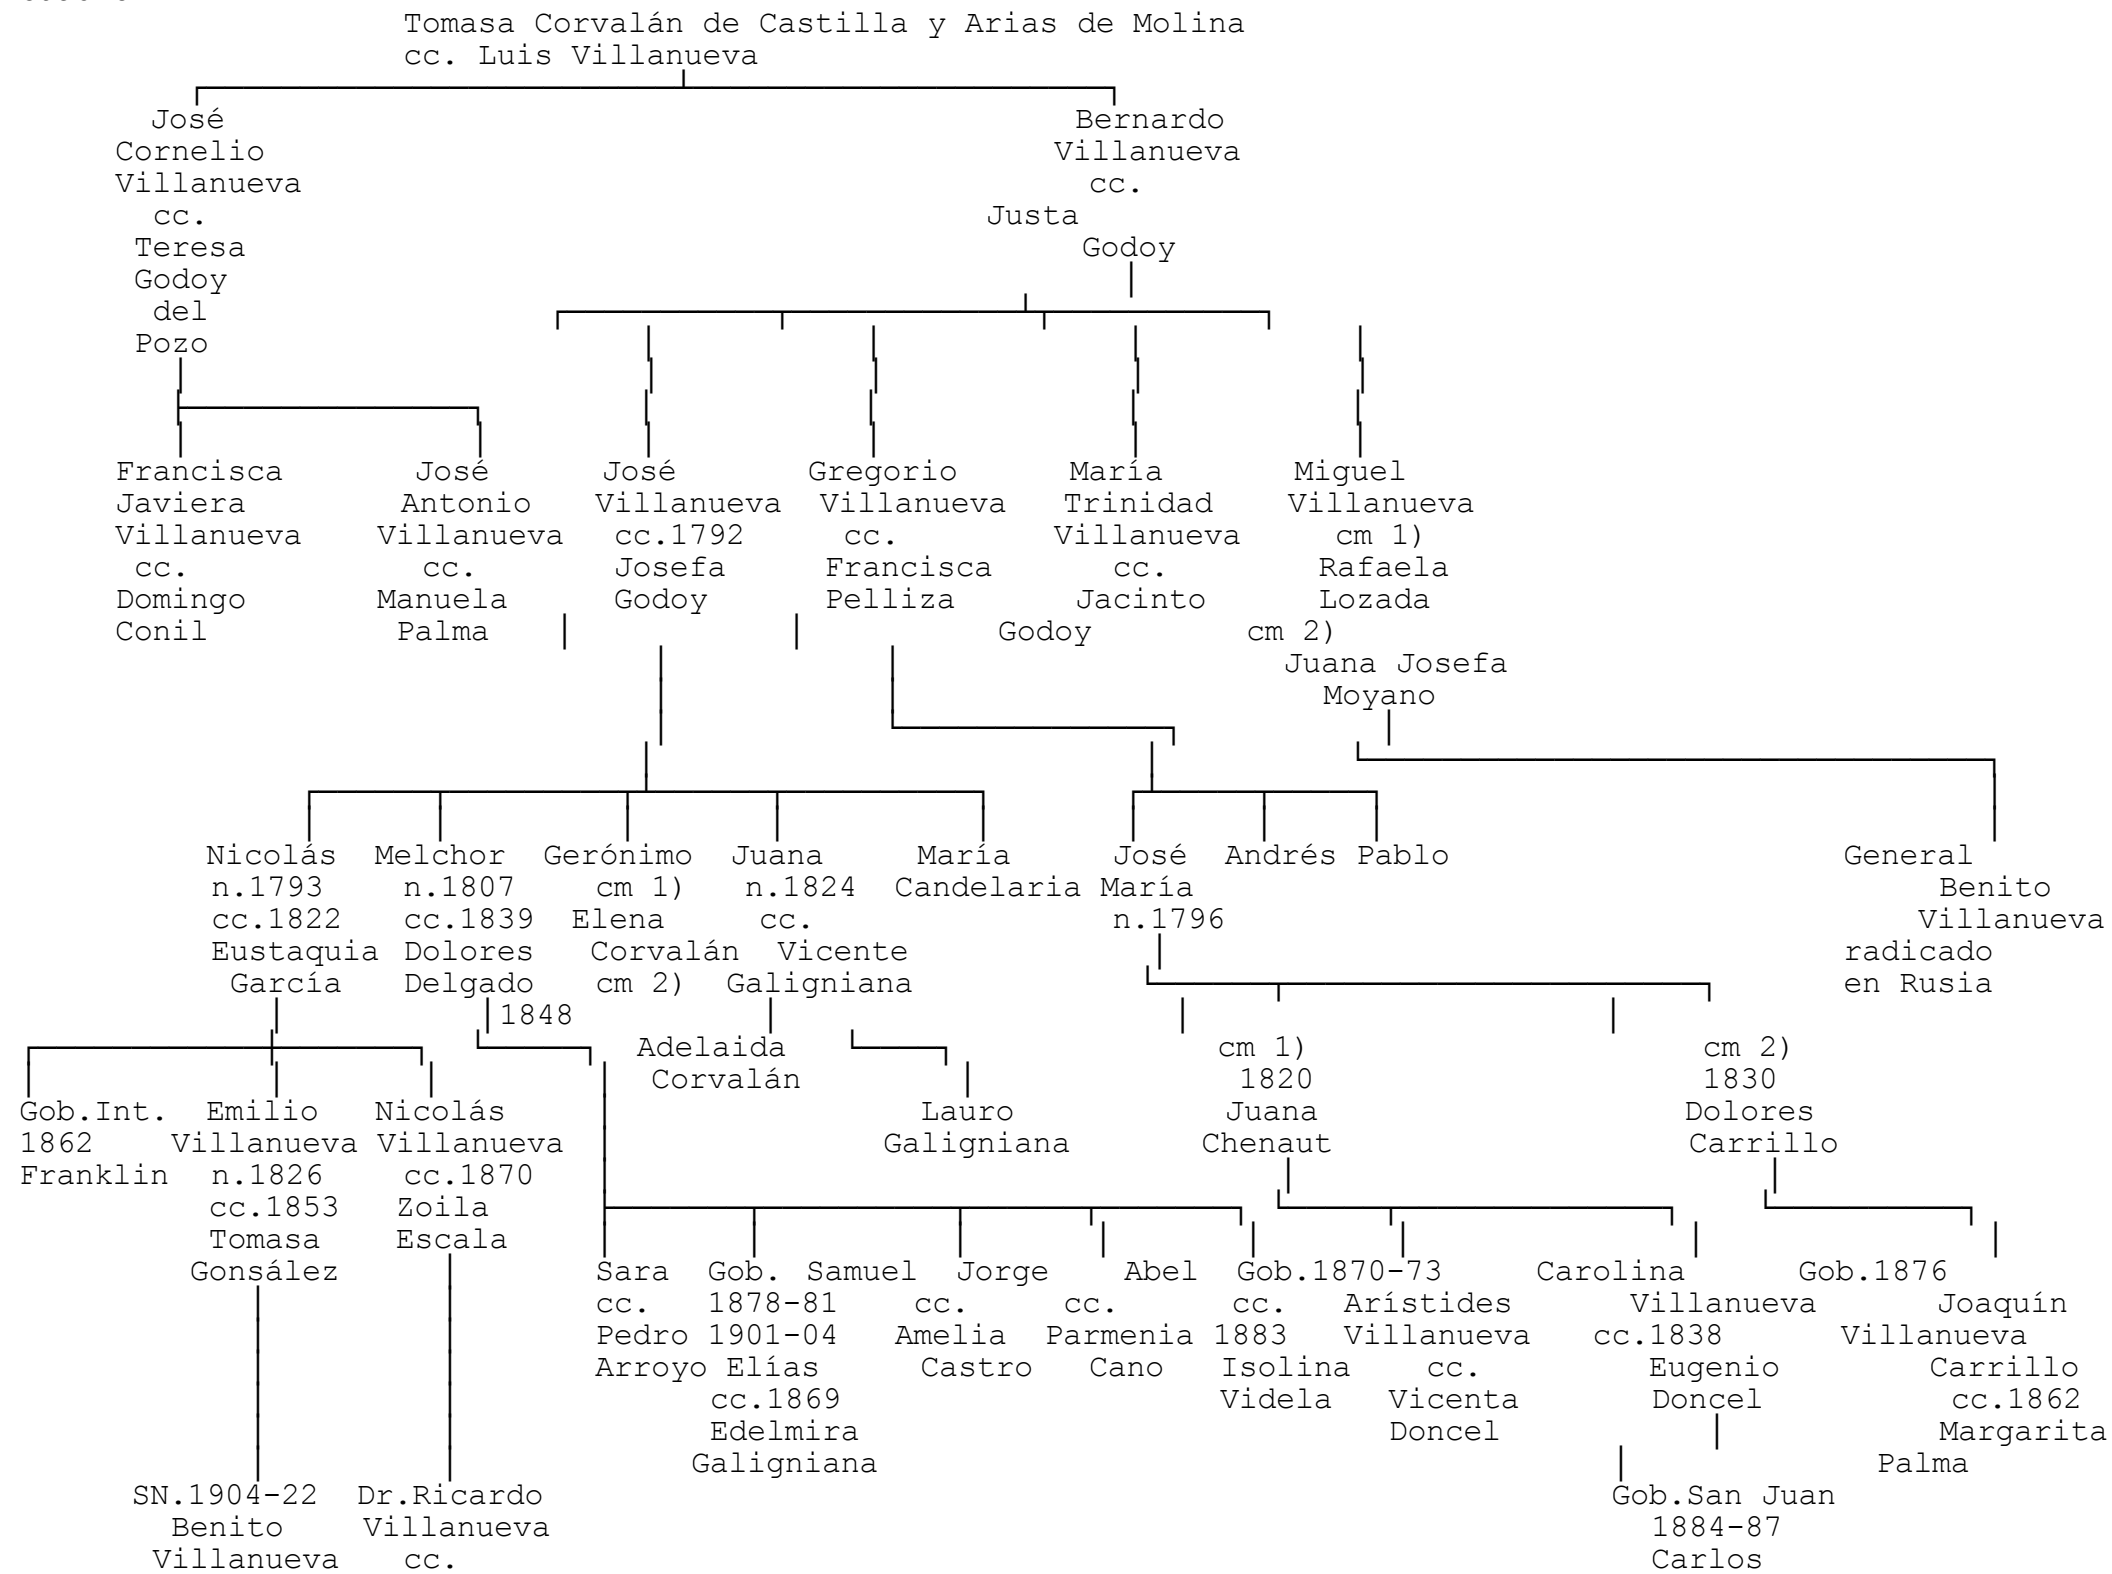 Tomasa Corvalán de Castilla y Arias de Molina
cc. Luis Villanueva
José Bernardo
Cornelio Villanueva
Villanueva cc.
cc. Justa
Teresa Godoy
Godoy
del
Pozo
Francisca José José Gregorio María Miguel
Javiera Antonio Villanueva Villanueva Trinidad Villanueva
Villanueva Villanueva cc.1792 cc. Villanueva cm 1)
cc. cc. Josefa Francisca cc. Rafaela
Domingo Manuela Godoy Pelliza Jacinto Lozada
Conil Palma Godoy cm 2)
Juana Josefa
Moyano
Nicolás Melchor Gerónimo Juana María José Andrés Pablo General
n.1793 n.1807 cm 1) n.1824 Candelaria María Benito
cc.1822 cc.1839 Elena cc. n.1796 Villanueva
Eustaquia Dolores Corvalán Vicente radicado
García Delgado cm 2) Galigniana en Rusia
1848
Adelaida cm 1) cm 2)
Corvalán 1820 1830
Gob.Int. Emilio Nicolás Lauro Juana Dolores
1862 Villanueva Villanueva Galigniana Chenaut Carrillo
Franklin n.1826 cc.1870
cc.1853 Zoila
Tomasa Escala
Gonsález Sara Gob. Samuel Jorge Abel Gob.1870-73 Carolina Gob.1876
cc. 1878-81 cc. cc. cc. Arístides Villanueva Joaquín
Pedro 1901-04 Amelia Parmenia 1883 Villanueva cc.1838 Villanueva
Arroyo Elías Castro Cano Isolina cc. Eugenio Carrillo
cc.1869 Videla Vicenta Doncel cc.1862
Edelmira Doncel Margarita
Galigniana Palma
SN.1904-22 Dr.Ricardo Gob.San Juan
Benito Villanueva 1884-87
Villanueva cc. Carlos